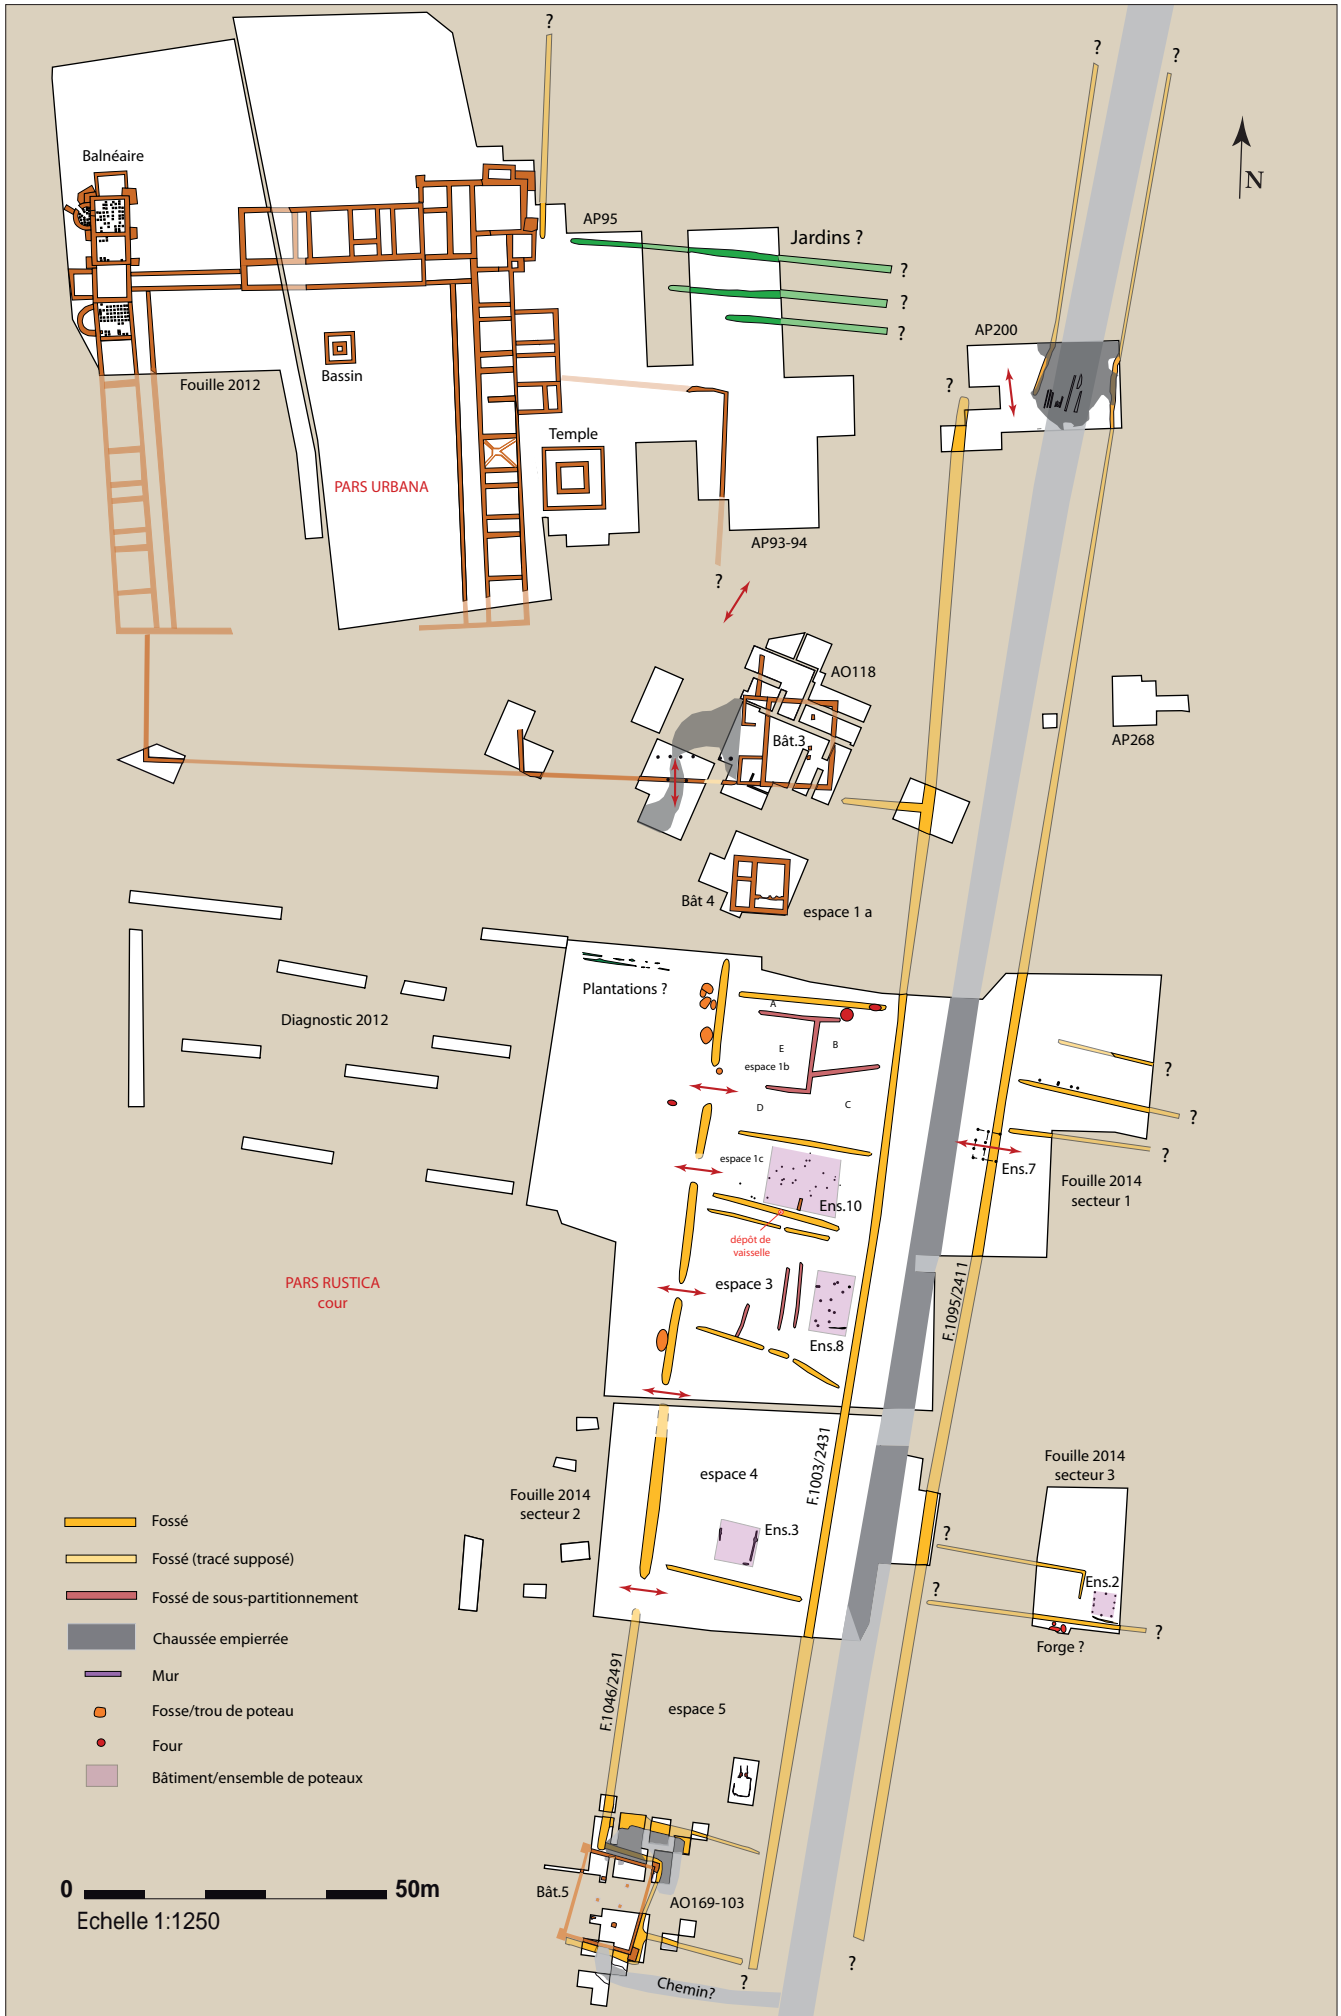 ?
?
?
N
Balnéaire
AP95
Jardins ?
?
?
?
AP200
?
Bassin
Fouille 2012
Temple
PARS URBANA
AP93-94
?
AO118
Bât.3
AP268
Bât 4
espace 1 a
Plantations ?
Diagnostic 2012
A
E
B
espace 1b
D
C
?
?
?
espace 1c
Ens.7
Fouille 2014
secteur 1
Ens.10
dépôt de
vaisselle
PARS RUSTICA
cour
espace 3
F.1095/2411
Ens.8
Fouille 2014
secteur 3
espace 4
F.1003/2431
Fouille 2014
secteur 2
Ens.3
?
Ens.2
?
?
Forge ?
Fossé
Fossé (tracé supposé)
Fossé de sous-partitionnement
Chaussée empierrée
Mur
Fosse/trou de poteau
Four
Bâtiment/ensemble de poteaux
F.1046/2491
espace 5
0
50m
Echelle 1:1250
Bât.5
AO169-103
?
?
Chemin?